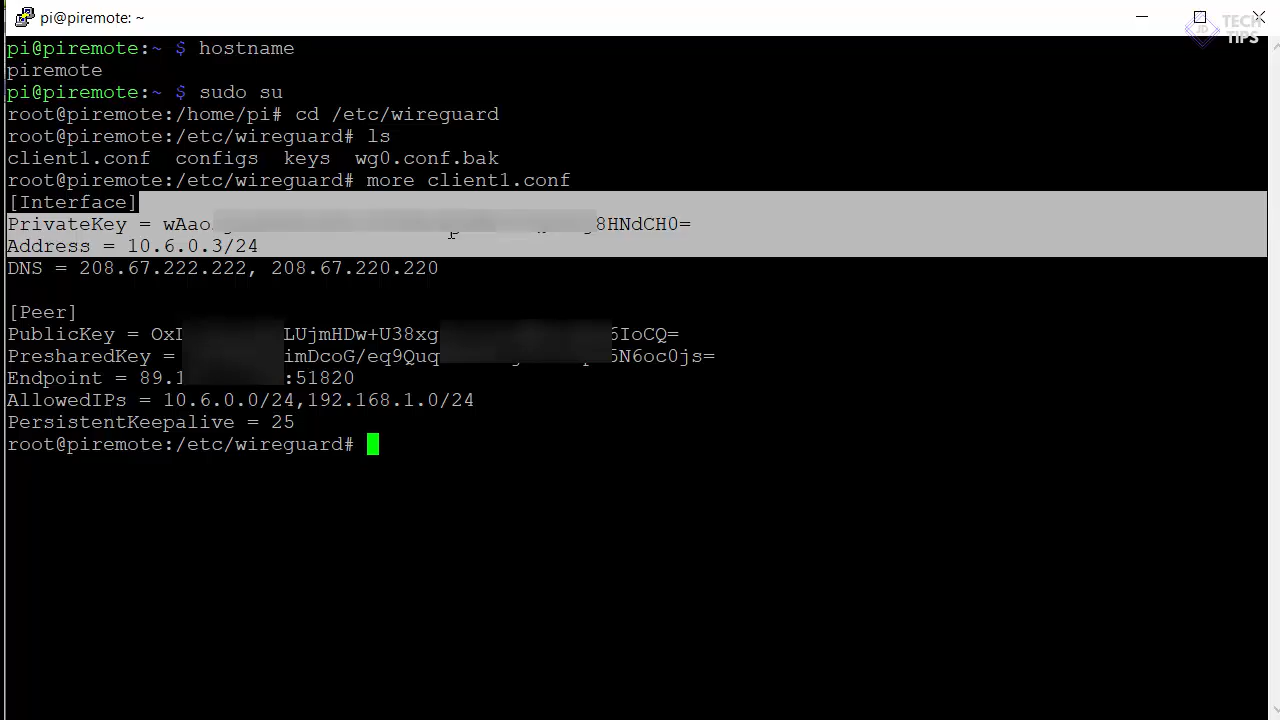 pi@piremote: ~
JD TECH TIPS
pi@piremote:~ $ hostname
piremote
pi@piremote:~ $ sudo su
root@piremote:/home/pi# cd /etc/wireguard
root@piremote:/etc/wireguard# ls
client1.conf configs keys wg0.conf.bak
root@piremote:/etc/wireguard# more client1.conf
[Interface]
PrivateKey = wAao 8HNdCH0=
Address = 10.6.0.3/24
DNS = 208.67.222.222, 208.67.220.220
[Peer]
PublicKey = OxI LUjmHDw+U38xg 6IoCQ=
PresharedKey = imDcoG/eq9Quq 5N6oc0js=
Endpoint = 89.1 :51820
AllowedIPs = 10.6.0.0/24,192.168.1.0/24
PersistentKeepalive = 25
root@piremote:/etc/wireguard#